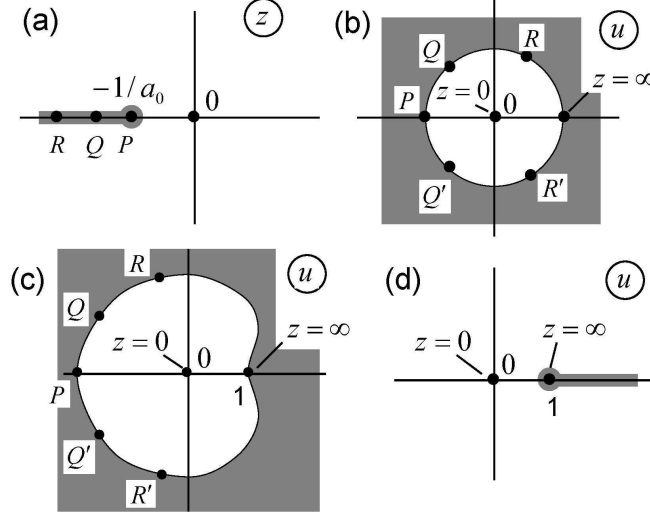 (a)
z
−1/a₀
0
R
Q
P
(b)
u
Q
R
z = 0
z = ∞
P
0
Q′
R′
(c)
u
R
Q
z = 0
0
z = ∞
P
1
Q′
R′
(d)
u
z = 0
0
z = ∞
1